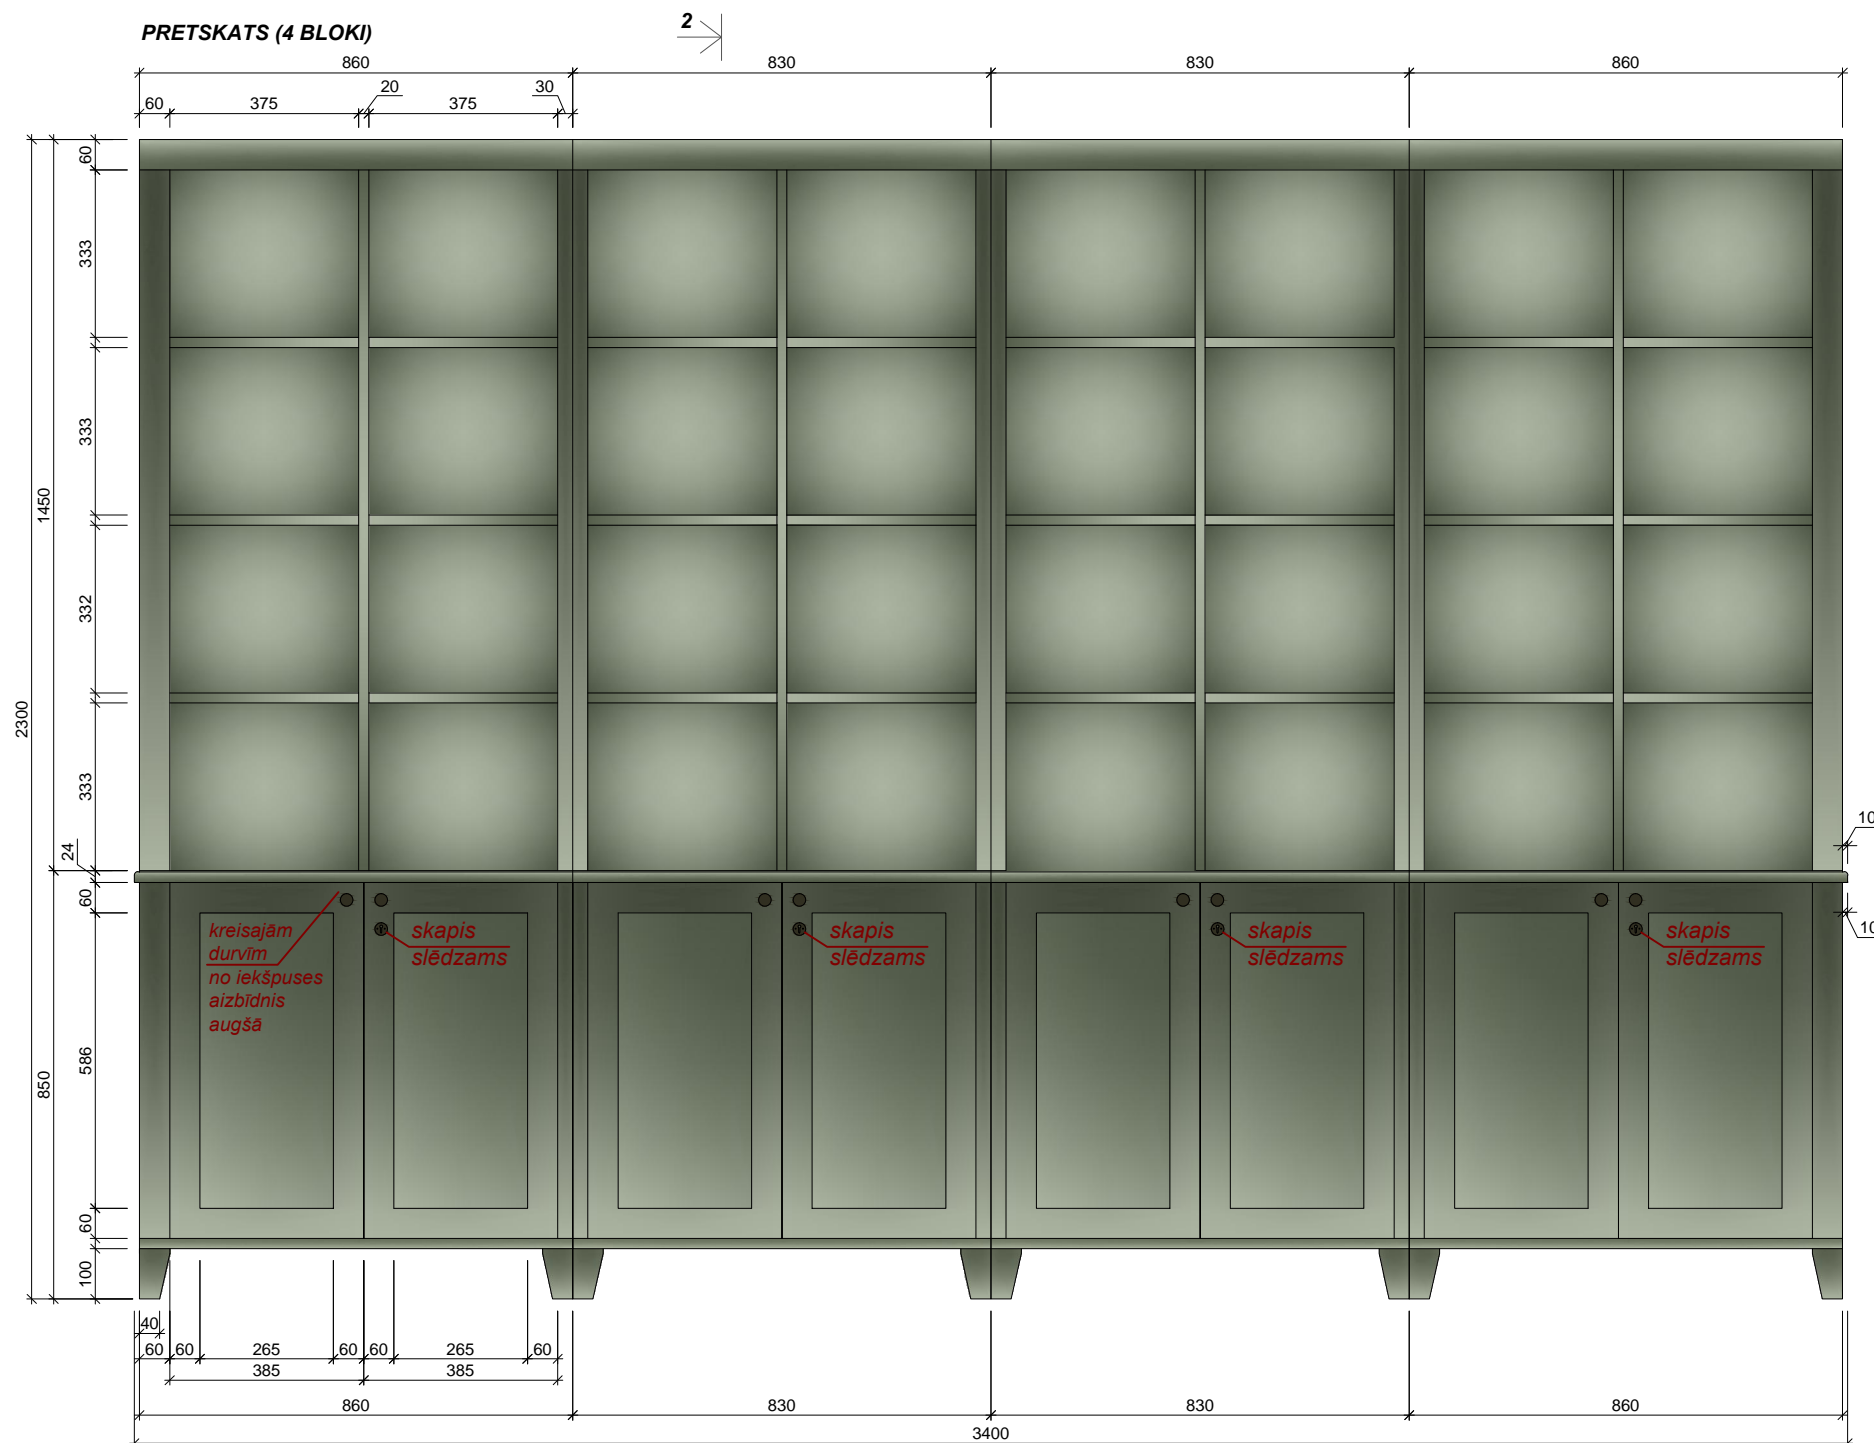 PRETSKATS (4 BLOKI)
2
860 830 830 860
60 375 20 375 30
60
333
333
1450
332
2300
333
24
10
60
10
kreisajām
durvīm
no iekšpuses
aizbīdnis
augšā
skapis
slēdzams
skapis
slēdzams
skapis
slēdzams
skapis
slēdzams
586
850
60
100
40
60 60 265 60 60 265 60
385 385
860 830 830 860
3400